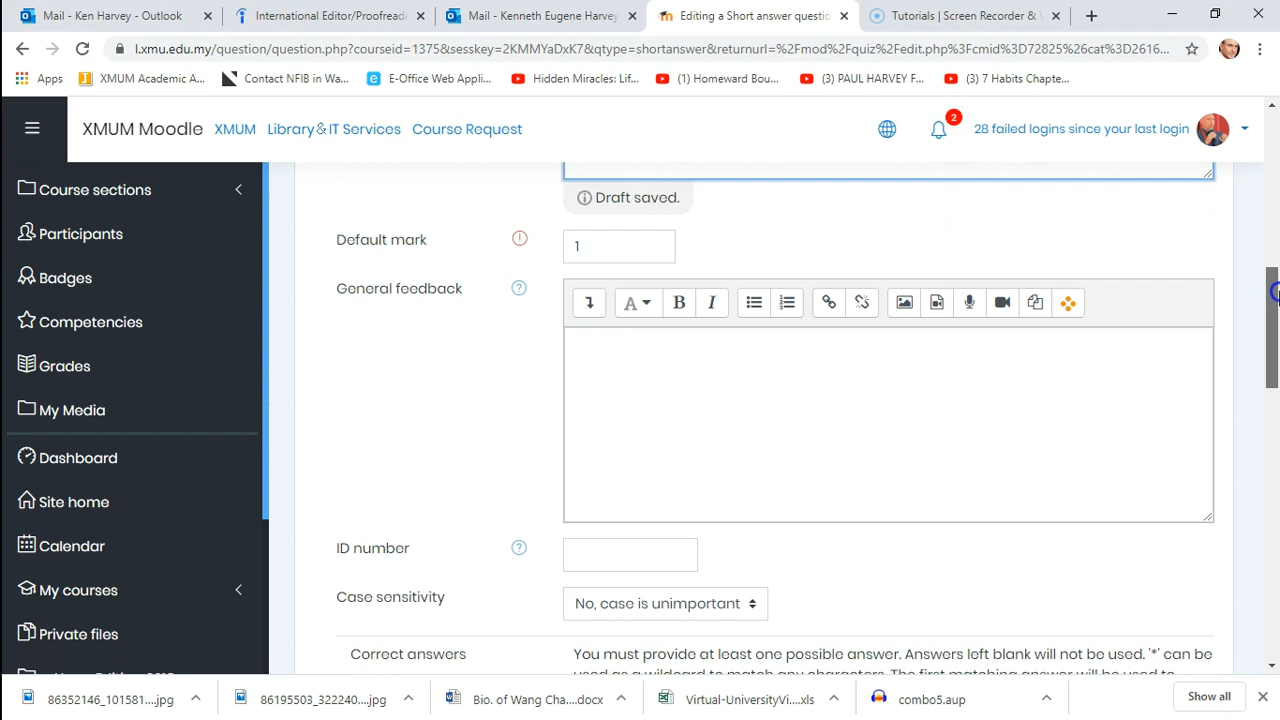 Mail - Ken Harvey - Outlook
International Editor/Proofreade
Mail - Kenneth Eugene Harvey
Editing a Short answer questio
Tutorials | Screen Recorder & V
l.xmu.edu.my/question/question.php?courseid=1375&sesskey=2KMMYaDxK7&qtype=shortanswer&returnurl=%2Fmod%2Fquiz%2Fedit.php%3Fcmid%3D72825%26cat%3D2616...
Apps
XMUM Academic A...
Contact NFIB in Wa...
E-Office Web Appli...
Hidden Miracles: Lif...
(1) Homeward Bou...
(3) PAUL HARVEY F...
(3) 7 Habits Chapte...
XMUM Moodle
XMUM
Library&IT Services
Course Request
2
28 failed logins since your last login
Course sections
Participants
Badges
Competencies
Grades
My Media
Dashboard
Site home
Calendar
My courses
Private files
Draft saved.
Default mark
1
General feedback
A
B
I
ID number
Case sensitivity
No, case is unimportant
Correct answers
You must provide at least one possible answer. Answers left blank will not be used. '*' can be
used as a wildcard to match any characters. The first matching answer will be used to
86352146_101581....jpg
86195503_322240....jpg
Bio. of Wang Cha....docx
Virtual-UniversityVi....xls
combo5.aup
Show all